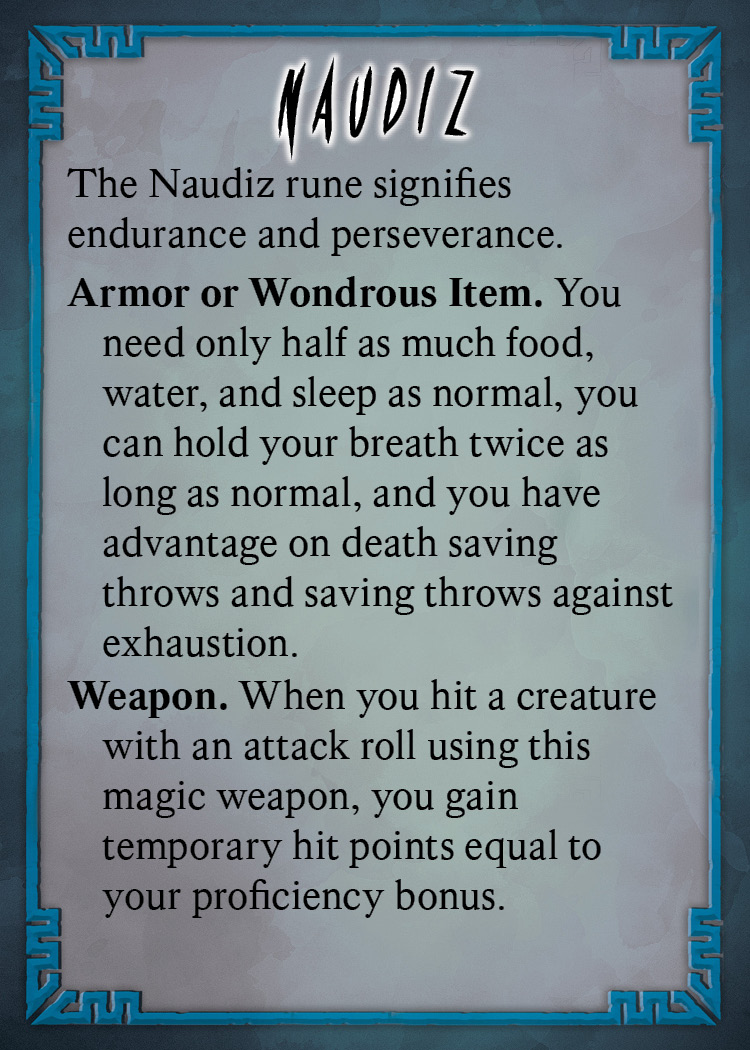 NAUDIZ
The Naudiz rune signifies
endurance and perseverance.
Armor or Wondrous Item. You
need only half as much food,
water, and sleep as normal, you
can hold your breath twice as
long as normal, and you have
advantage on death saving
throws and saving throws against
exhaustion.
Weapon. When you hit a creature
with an attack roll using this
magic weapon, you gain
temporary hit points equal to
your proficiency bonus.